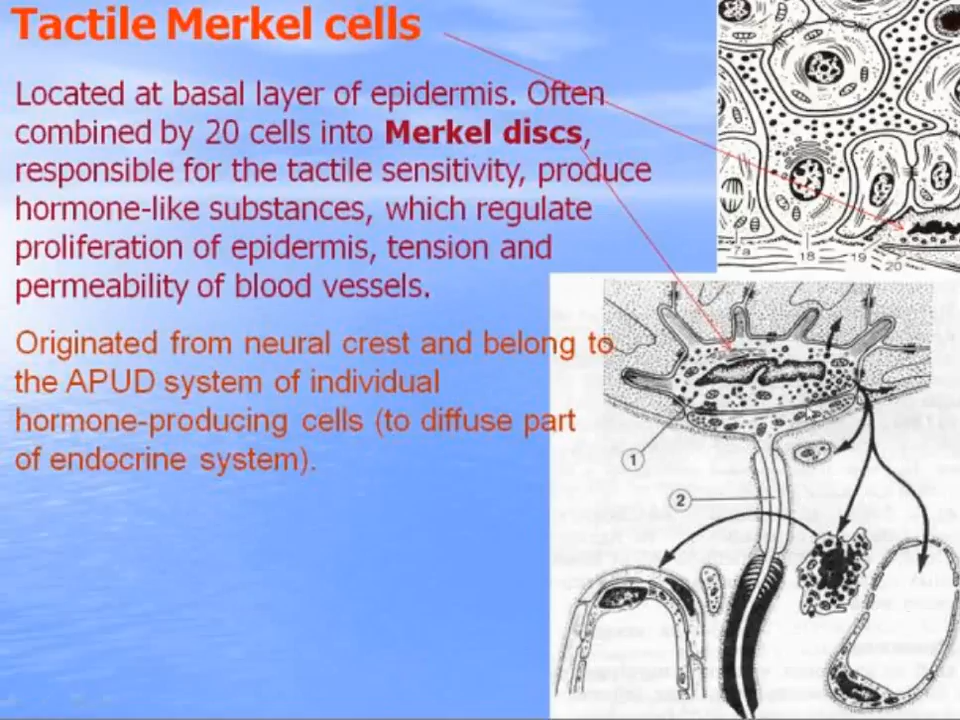 Tactile Merkel cells
Located at basal layer of epidermis. Often
combined by 20 cells into Merkel discs,
responsible for the tactile sensitivity, produce
hormone-like substances, which regulate
proliferation of epidermis, tension and
permeability of blood vessels.
Originated from neural crest and belong to
the APUD system of individual
hormone-producing cells (to diffuse part
of endocrine system).
7a
18
19
20
1
2